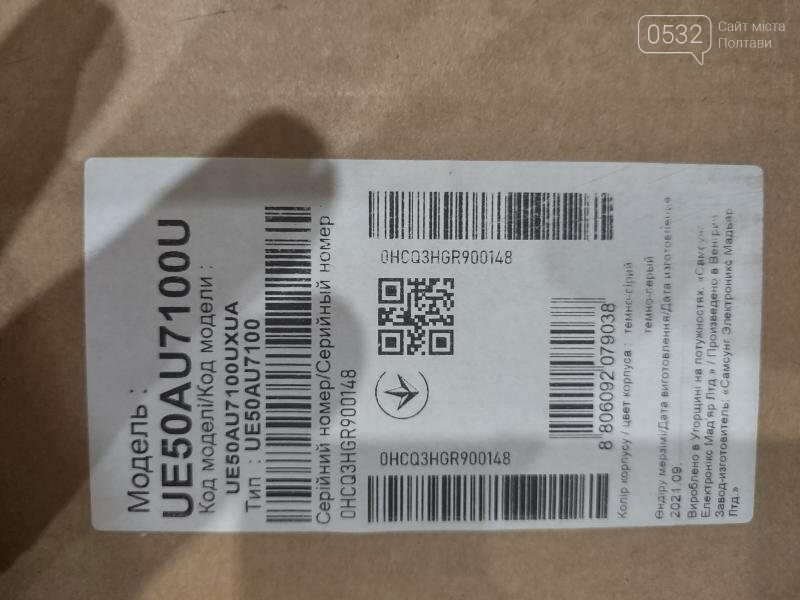 0532
Сайт міста
Полтави
Модель :
UE50AU7100U
Код моделі/Код модели :
UE50AU7100UXUA
Тип : UE50AU7100
Серійний номер/Серийный номер
0HCQ3HGR900148
0HCQ3HGR900148
0HCQ3HGR900148
8 806092 079038
Колір корпусу / цвет корпуса : темно-сірий
темно-серый
Өндіру мерзімі/Дата виготовлення/Дата изготовления
2021.09.
Вироблено в Угорщині на потужностях, «Самсунг
Електронікс Мад'яр Лтд.» / Произведено в Венгрии
Завод-изготовитель: «Самсунг Электроникс Мадьяр
Лтд.»